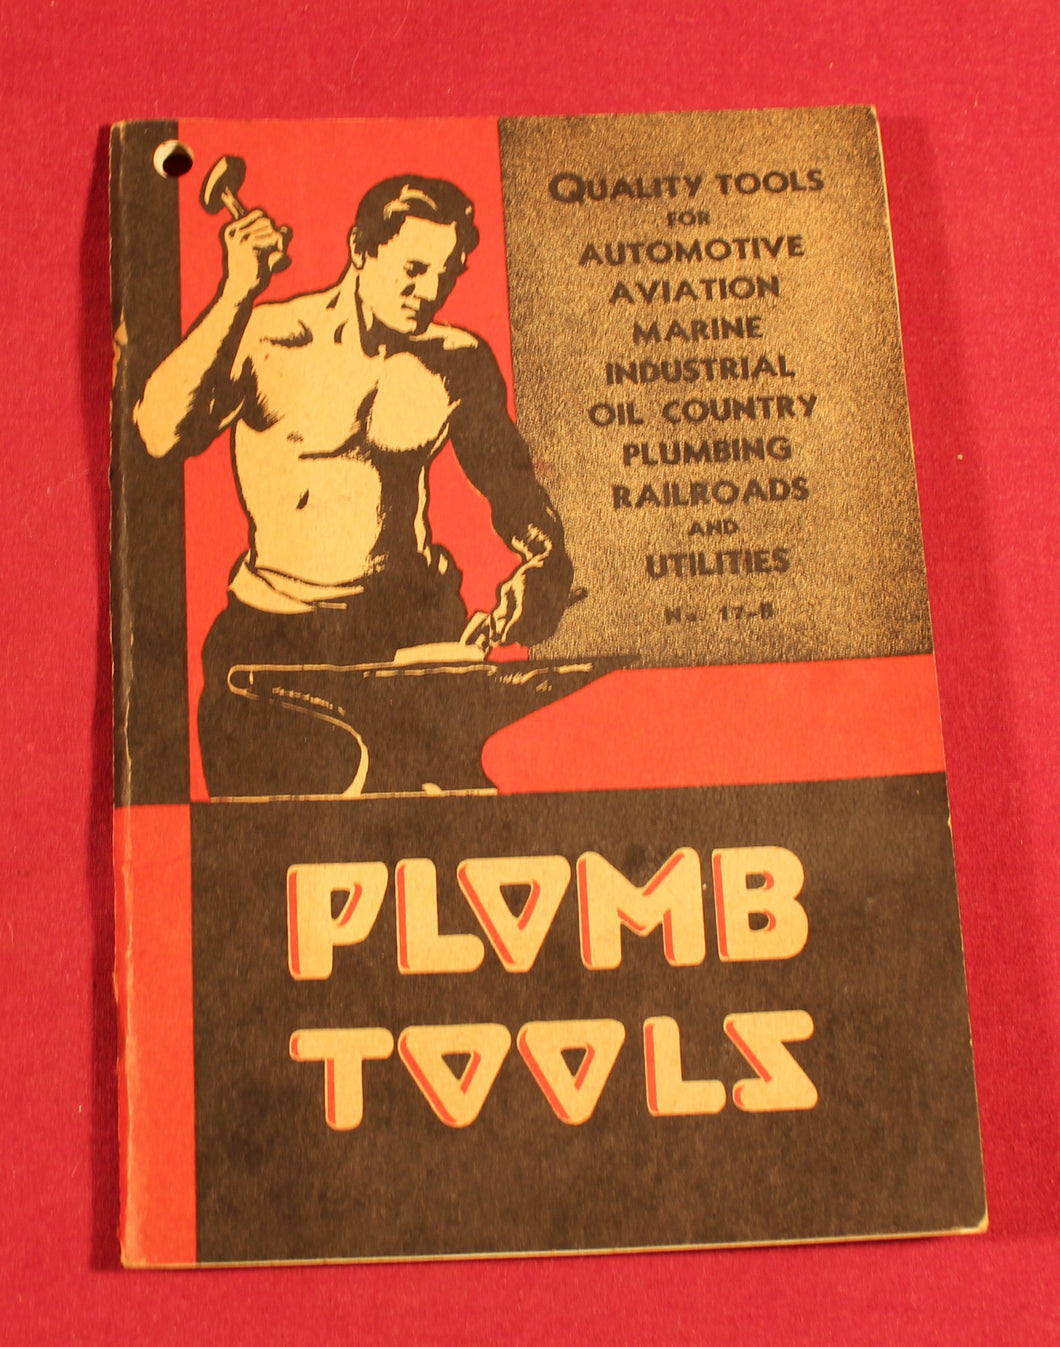 QUALITY TOOLS
FOR
AUTOMOTIVE
AVIATION
MARINE
INDUSTRIAL
OIL COUNTRY
PLUMBING
RAILROADS
AND
UTILITIES
No. 17-B
PLOMB
TOOLS